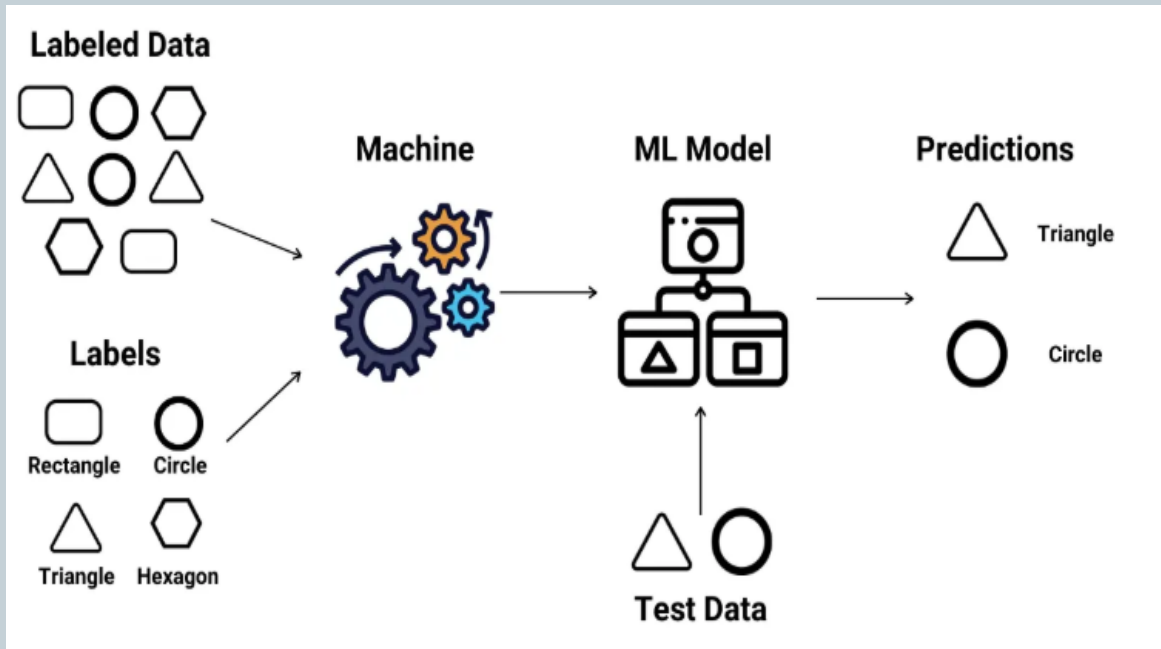 Labeled Data
Machine
ML Model
Predictions
Triangle
Circle
Labels
Rectangle Circle
Triangle Hexagon
Test Data